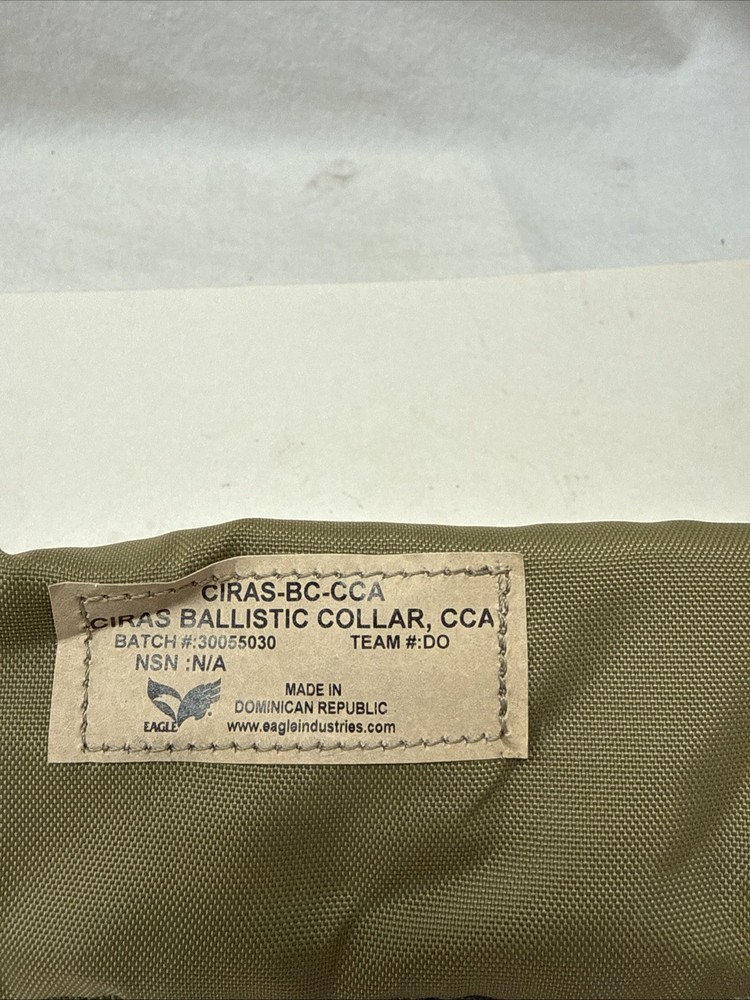 CIRAS-BC-CCA
CIRAS BALLISTIC COLLAR, CCA
BATCH #:30055030 TEAM #:DO
NSN :N/A
MADE IN
DOMINICAN REPUBLIC
EAGLE
www.eagleindustries.com